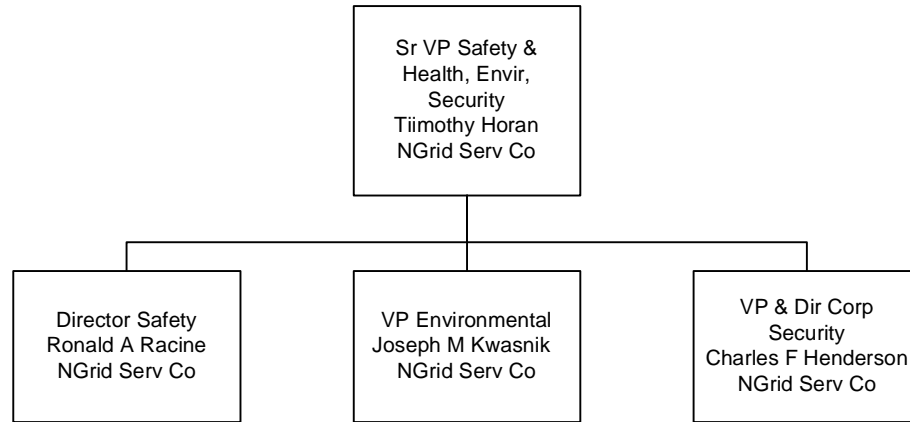 Sr VP Safety &
Health, Envir,
Security
Tiimothy Horan
NGrid Serv Co
Director Safety
Ronald A Racine
NGrid Serv Co
VP Environmental
Joseph M Kwasnik
NGrid Serv Co
VP & Dir Corp
Security
Charles F Henderson
NGrid Serv Co